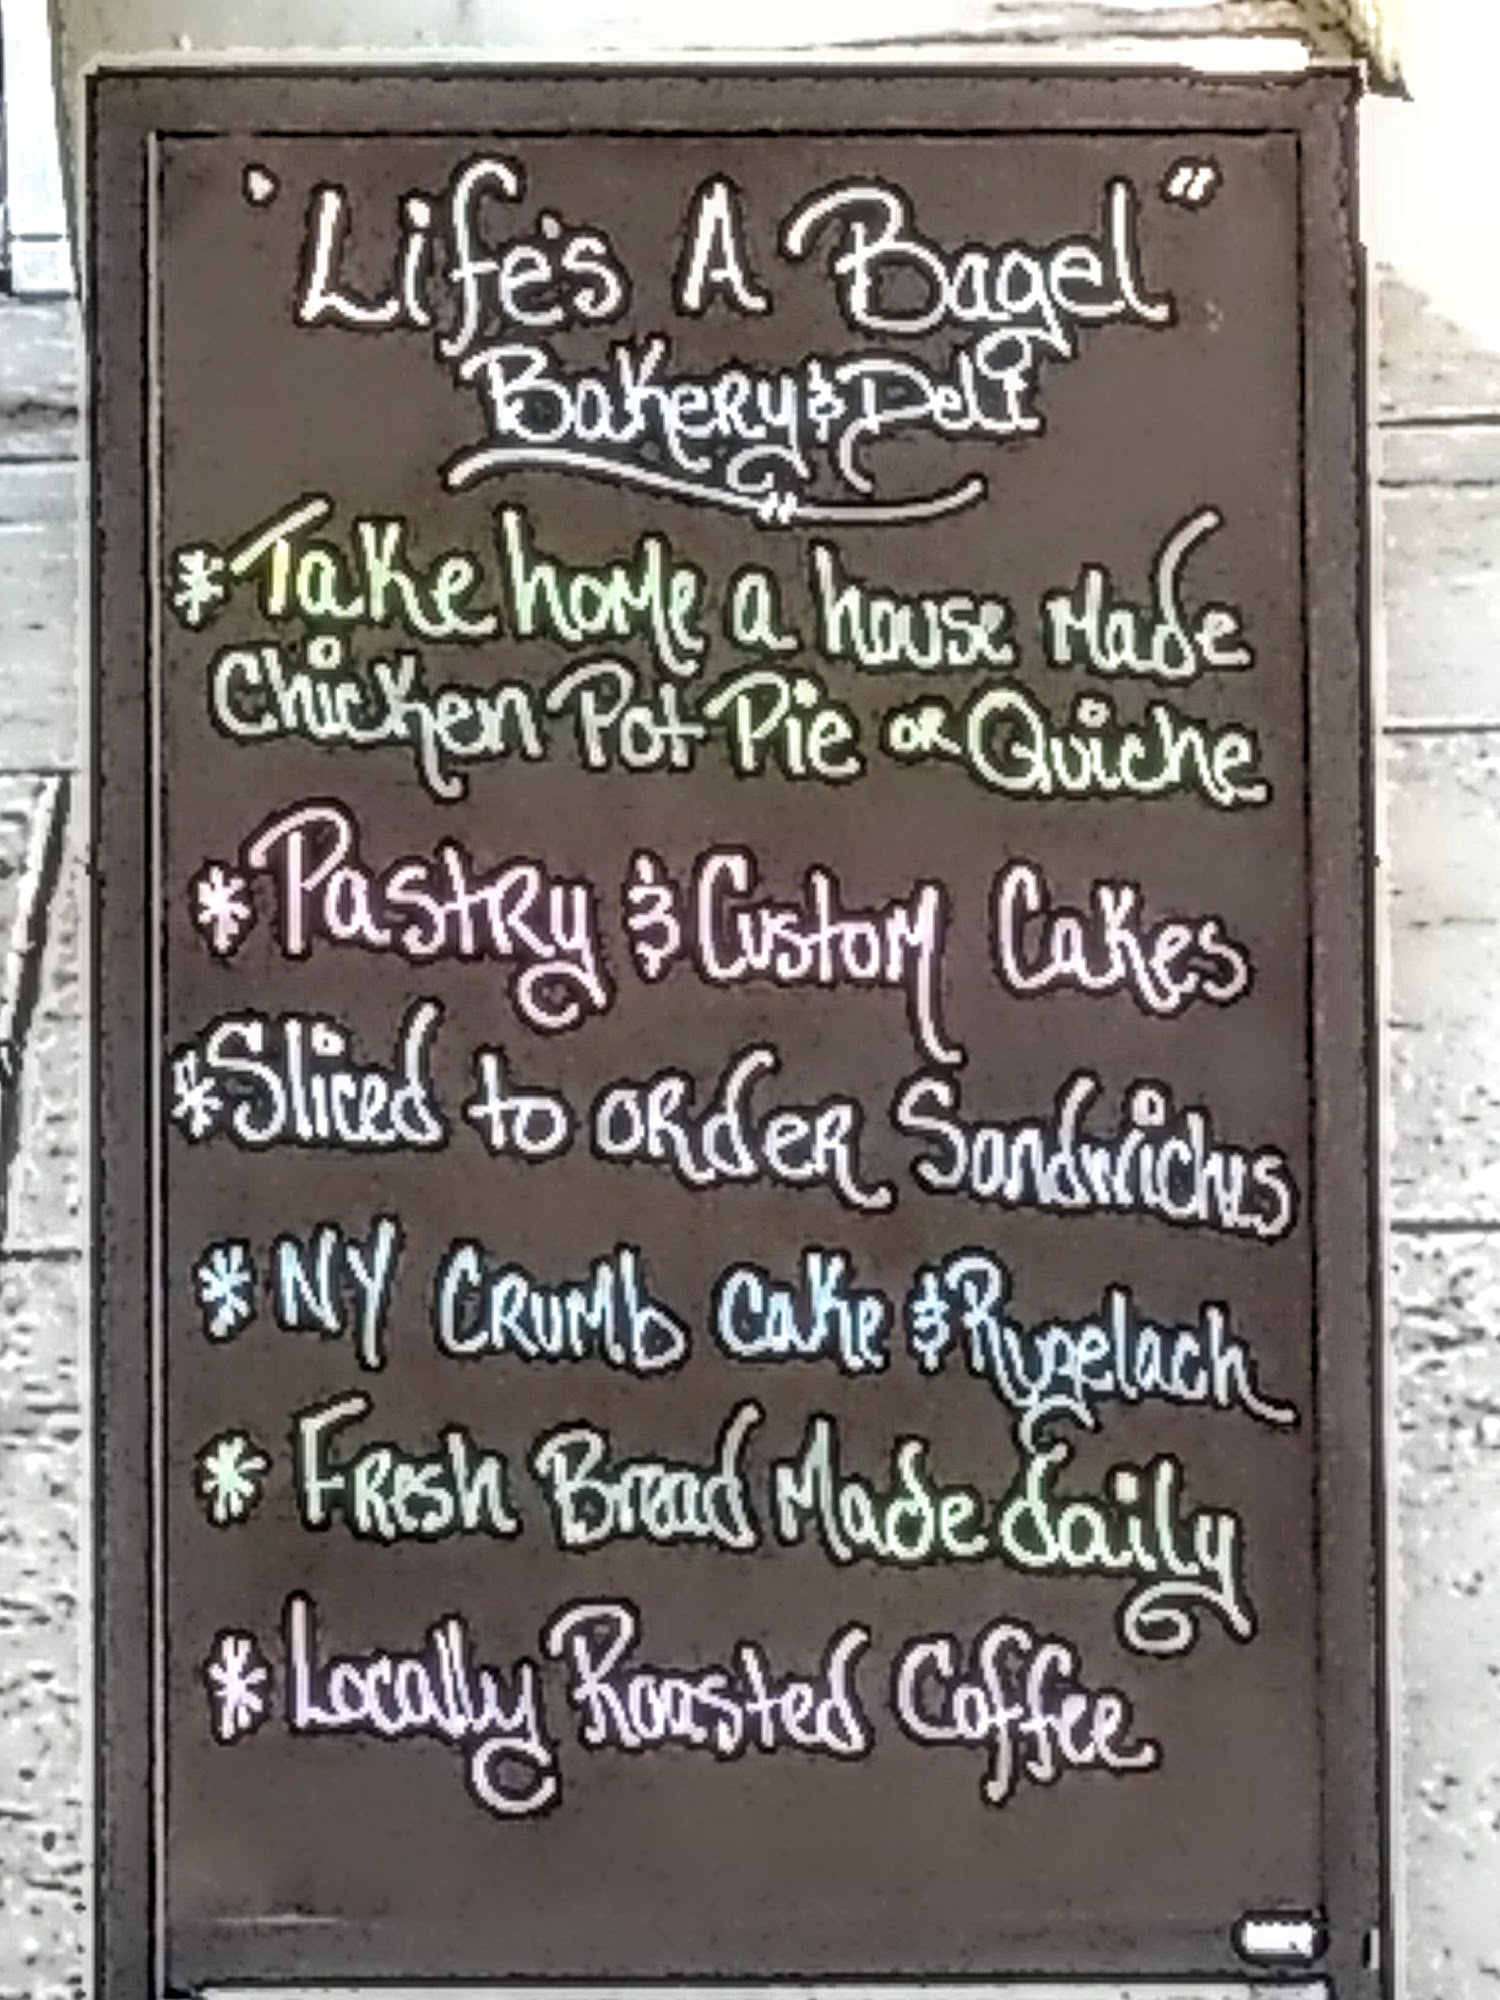 "Life's A Bagel"
Bakery & Deli
*Take home a house Made
Chicken Pot Pie or Quiche
*Pastry & Custom Cakes
*Sliced to order Sandwiches
* NY Crumb Cake & Rugelach
* Fresh Bread Made daily
* Locally Roasted Coffee